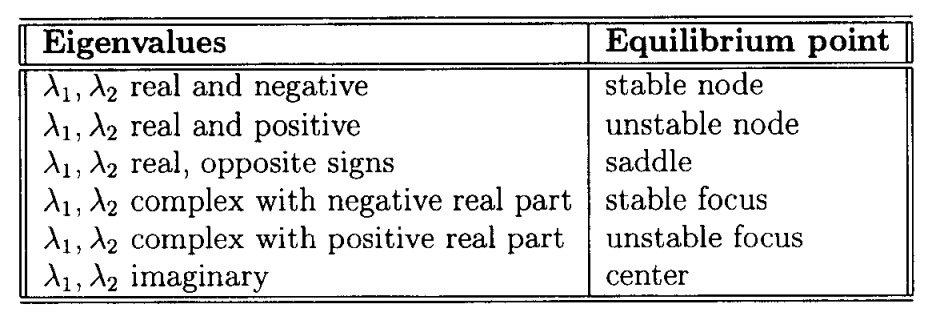 Eigenvalues Equilibrium point
λ₁, λ₂ real and negative stable node
λ₁, λ₂ real and positive unstable node
λ₁, λ₂ real, opposite signs saddle
λ₁, λ₂ complex with negative real part stable focus
λ₁, λ₂ complex with positive real part unstable focus
λ₁, λ₂ imaginary center